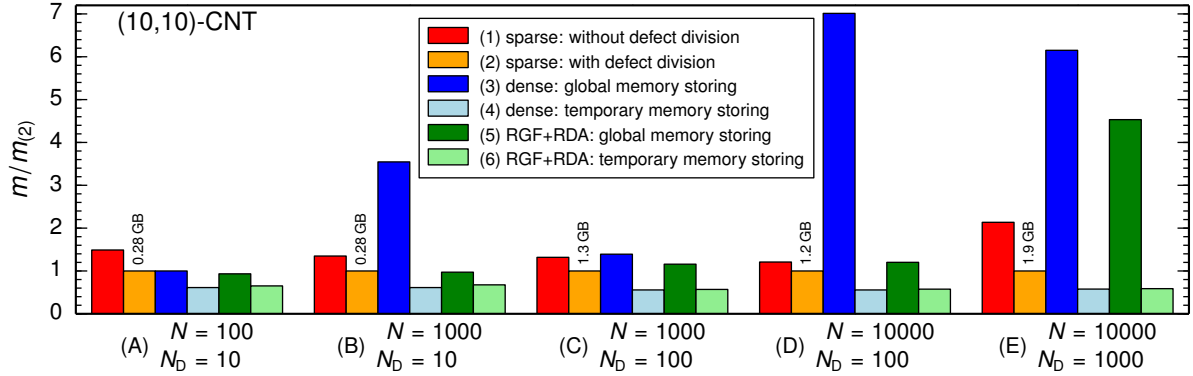 (10,10)-CNT
(1) sparse: without defect division
(2) sparse: with defect division
(3) dense: global memory storing
(4) dense: temporary memory storing
(5) RGF+RDA: global memory storing
(6) RGF+RDA: temporary memory storing
m/m(2)
7
6
5
4
3
2
1
0
0.28 GB
0.28 GB
1.3 GB
1.2 GB
1.9 GB
(A) N = 100
ND = 10
(B) N = 1000
ND = 10
(C) N = 1000
ND = 100
(D) N = 10000
ND = 100
(E) N = 10000
ND = 1000